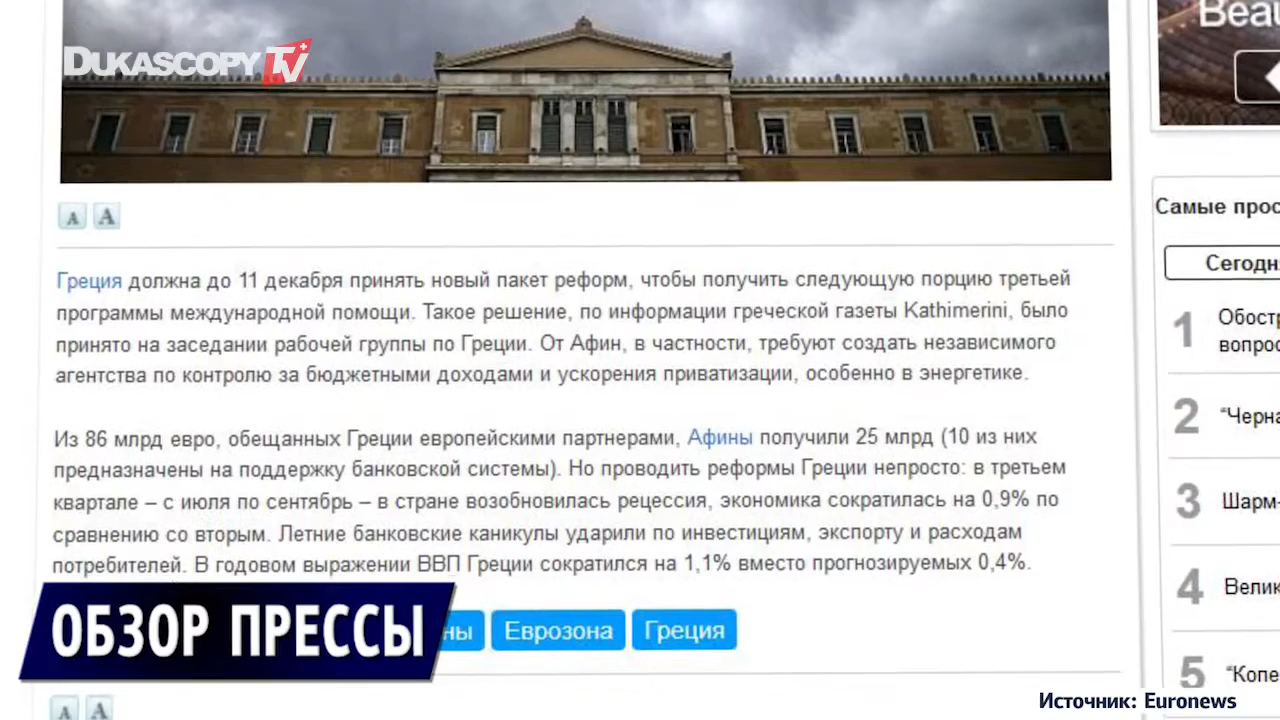 DUKASCOPY TV
Beau
A A
Греция должна до 11 декабря принять новый пакет реформ, чтобы получить следующую порцию третьей
программы международной помощи. Такое решение, по информации греческой газеты Kathimerini, было
принято на заседании рабочей группы по Греции. От Афин, в частности, требуют создать независимого
агентства по контролю за бюджетными доходами и ускорения приватизации, особенно в энергетике.
Из 86 млрд евро, обещанных Греции европейскими партнерами, Афины получили 25 млрд (10 из них
предназначены на поддержку банковской системы). Но проводить реформы Греции непросто: в третьем
квартале – с июля по сентябрь – в стране возобновилась рецессия, экономика сократилась на 0,9% по
сравнению со вторым. Летние банковские каникулы ударили по инвестициям, экспорту и расходам
потребителей. В годовом выражении ВВП Греции сократился на 1,1% вместо прогнозируемых 0,4%.
ны Еврозона Греция
A A
Самые прос
Сегодн
1 Обостр
вопрос
2 “Черна
3 Шарм-
4 Велик
5 “Копе
ОБЗОР ПРЕССЫ
Источник: Euronews